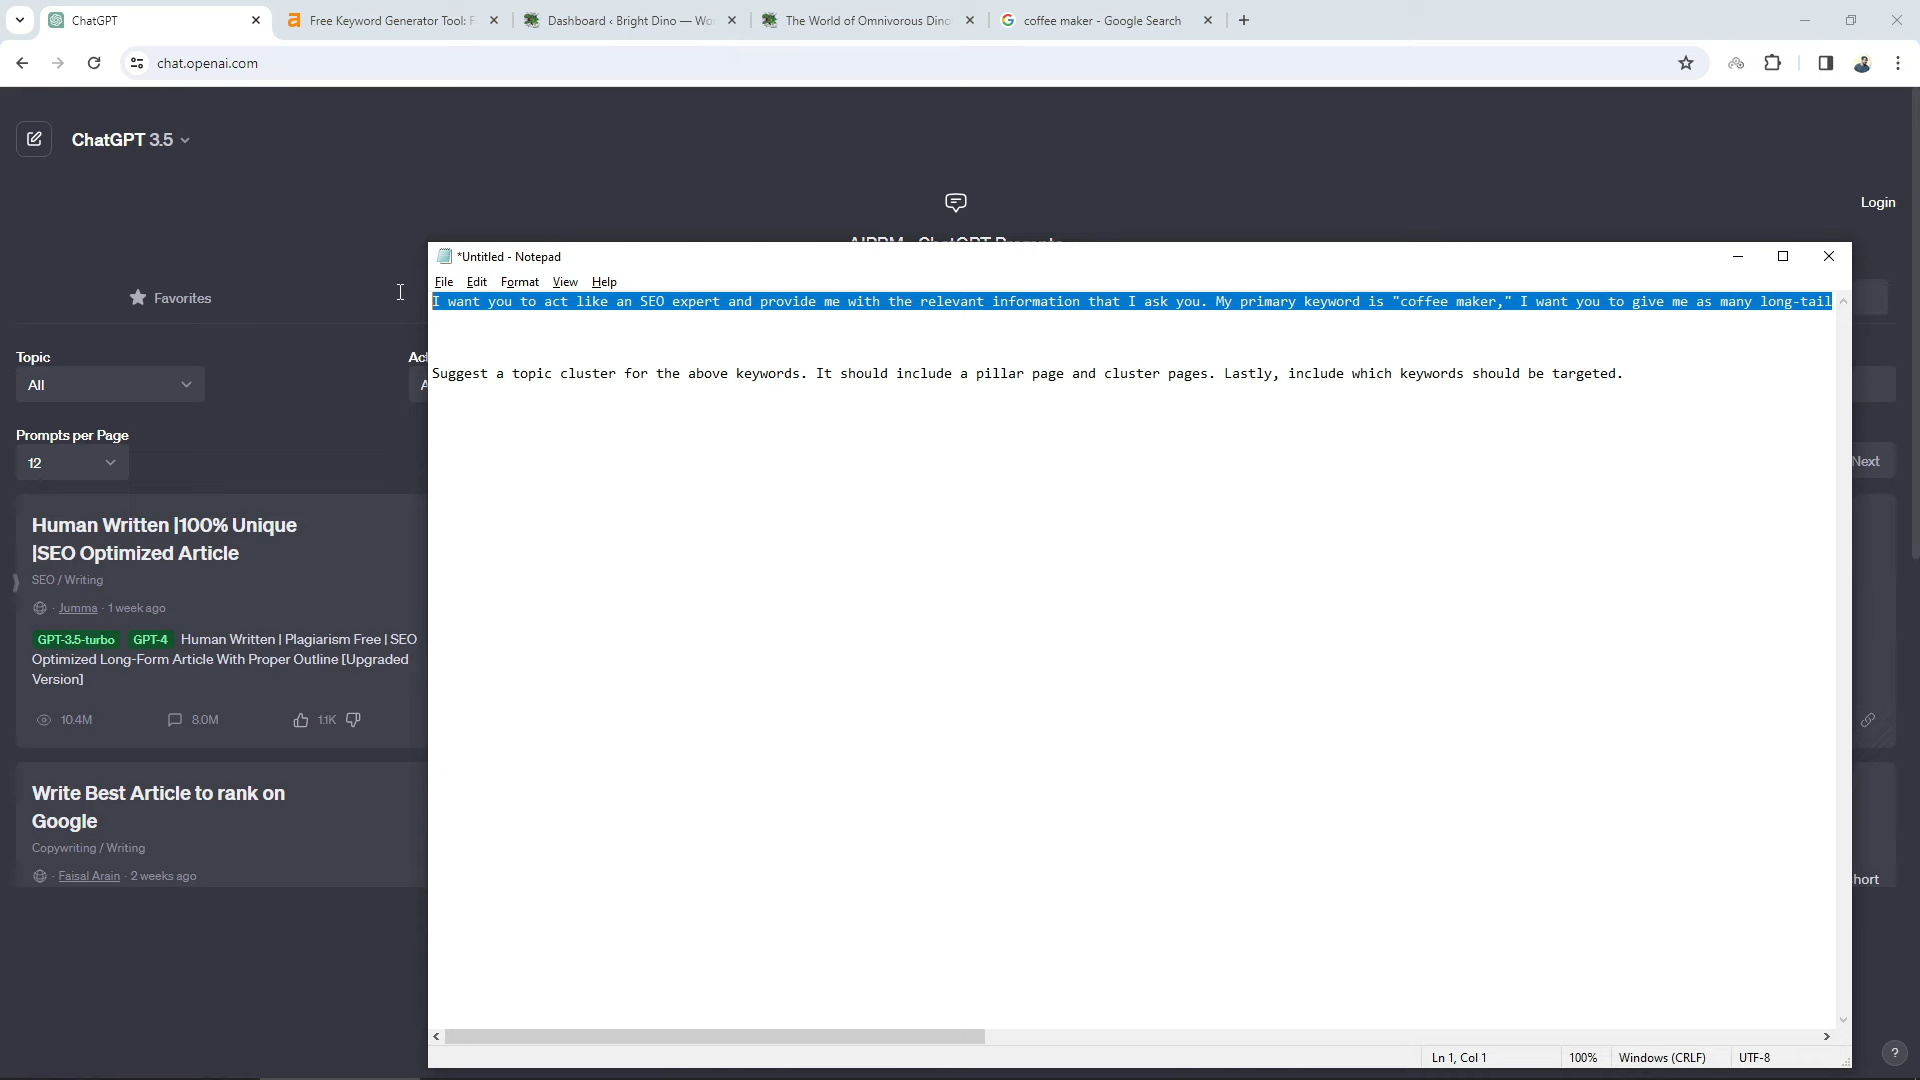 ChatGPT
Free Keyword Generator Tool: F
Dashboard ‹ Bright Dino — Wo
The World of Omnivorous Dino
coffee maker - Google Search
chat.openai.com
ChatGPT 3.5
Login
AIPRM - ChatGPT Prompts
*Untitled - Notepad
File Edit Format View Help
I want you to act like an SEO expert and provide me with the relevant information that I ask you. My primary keyword is "coffee maker," I want you to give me as many long-tail
Suggest a topic cluster for the above keywords. It should include a pillar page and cluster pages. Lastly, include which keywords should be targeted.
Favorites
Topic
All
Prompts per Page
12
Next
Human Written |100% Unique
|SEO Optimized Article
SEO / Writing
· Jumma · 1 week ago
GPT-3.5-turbo GPT-4 Human Written | Plagiarism Free | SEO
Optimized Long-Form Article With Proper Outline [Upgraded
Version]
10.4M 8.0M 1.1K
Write Best Article to rank on
Google
Copywriting / Writing
· Faisal Arain · 2 weeks ago
hort
Ln 1, Col 1 100% Windows (CRLF) UTF-8
?